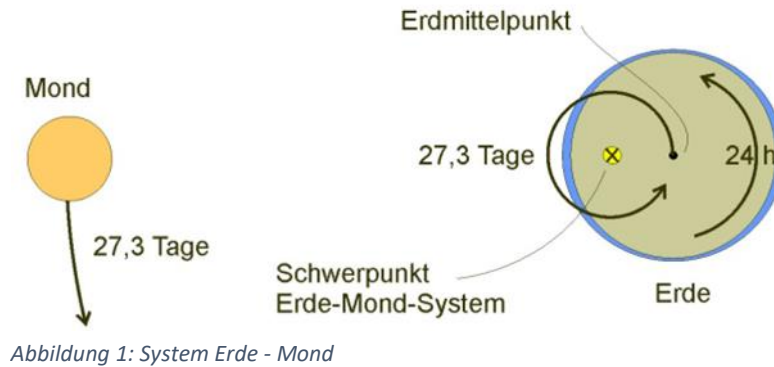 Erdmittelpunkt
Mond
27,3 Tage
24 h
27,3 Tage
Schwerpunkt
Erde-Mond-System
Erde
Abbildung 1: System Erde - Mond